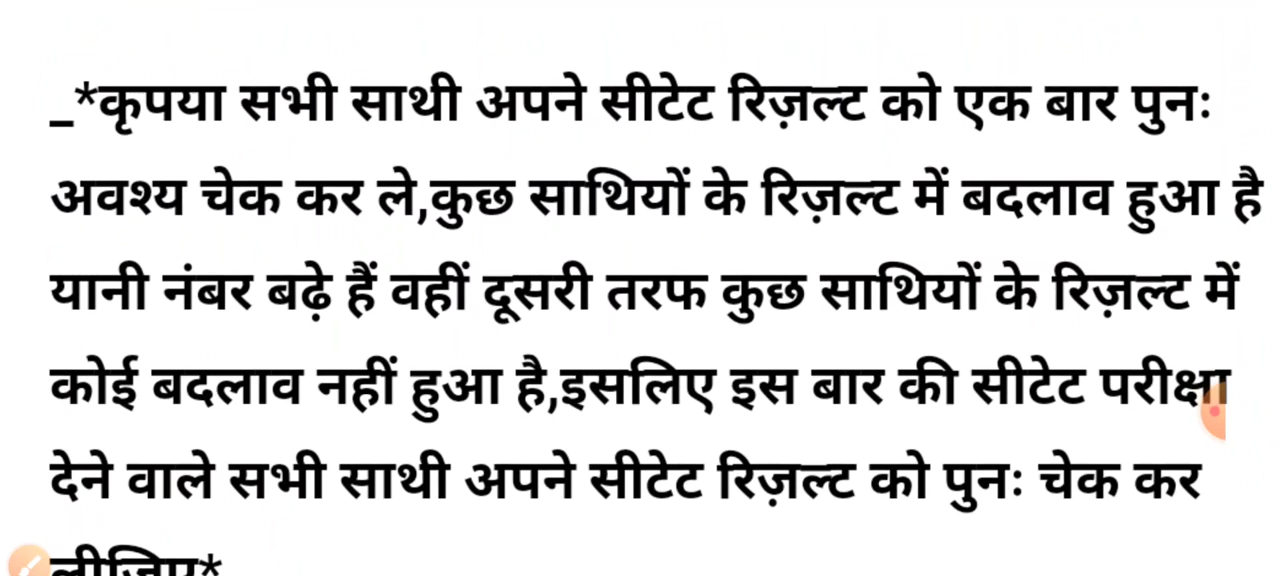 _*कृपया सभी साथी अपने सीटेट रिज़ल्ट को एक बार पुनः
अवश्य चेक कर ले,कुछ साथियों के रिज़ल्ट में बदलाव हुआ है
यानी नंबर बढ़े हैं वहीं दूसरी तरफ कुछ साथियों के रिज़ल्ट में
कोई बदलाव नहीं हुआ है,इसलिए इस बार की सीटेट परीक्षा
देने वाले सभी साथी अपने सीटेट रिज़ल्ट को पुनः चेक कर
लीजिए*